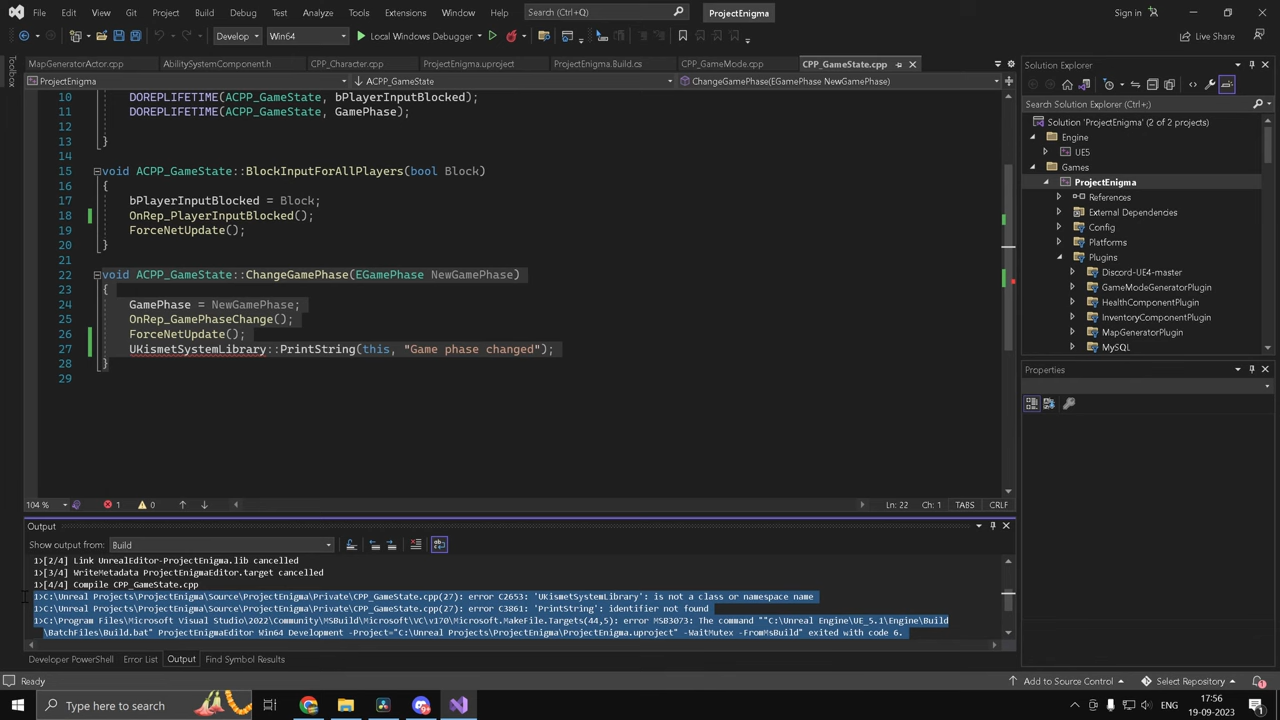 File Edit View Git Project Build Debug Test Analyze Tools Extensions Window Help Search (Ctrl+Q) ProjectEnigma Sign in
Develop Win64 Local Windows Debugger Live Share
Toolbox
MapGeneratorActor.cpp AbilitySystemComponent.h CPP_Character.cpp ProjectEnigma.uproject ProjectEnigma.Build.cs CPP_GameMode.cpp CPP_GameState.cpp
ProjectEnigma ACPP_GameState ChangeGamePhase(EGamePhase NewGamePhase)
10 DOREPLIFETIME(ACPP_GameState, bPlayerInputBlocked);
11 DOREPLIFETIME(ACPP_GameState, GamePhase);
12
13 }
14
15 void ACPP_GameState::BlockInputForAllPlayers(bool Block)
16 {
17 bPlayerInputBlocked = Block;
18 OnRep_PlayerInputBlocked();
19 ForceNetUpdate();
20 }
21
22 void ACPP_GameState::ChangeGamePhase(EGamePhase NewGamePhase)
23 {
24 GamePhase = NewGamePhase;
25 OnRep_GamePhaseChange();
26 ForceNetUpdate();
27 UKismetSystemLibrary::PrintString(this, "Game phase changed");
28 }
29
104 % 1 0 Ln: 22 Ch: 1 TABS CRLF
Output
Show output from: Build
1>[2/4] Link UnrealEditor-ProjectEnigma.lib cancelled
1>[3/4] WriteMetadata ProjectEnigmaEditor.target cancelled
1>[4/4] Compile CPP_GameState.cpp
1>C:\Unreal Projects\ProjectEnigma\Source\ProjectEnigma\Private\CPP_GameState.cpp(27): error C2653: 'UKismetSystemLibrary': is not a class or namespace name
1>C:\Unreal Projects\ProjectEnigma\Source\ProjectEnigma\Private\CPP_GameState.cpp(27): error C3861: 'PrintString': identifier not found
1>C:\Program Files\Microsoft Visual Studio\2022\Community\MSBuild\Microsoft\VC\v170\Microsoft.MakeFile.Targets(44,5): error MSB3073: The command ""C:\Unreal Engine\UE_5.1\Engine\Build
\BatchFiles\Build.bat" ProjectEnigmaEditor Win64 Development -Project="C:\Unreal Projects\ProjectEnigma\ProjectEnigma.uproject" -WaitMutex -FromMsBuild" exited with code 6.
Developer PowerShell Error List Output Find Symbol Results
Solution Explorer
Search Solution Explorer (Ctrl+;)
Solution 'ProjectEnigma' (2 of 2 projects)
Engine
UE5
Games
ProjectEnigma
References
External Dependencies
Config
Platforms
Plugins
Discord-UE4-master
GameModeGeneratorPlugin
HealthComponentPlugin
InventoryComponentPlugin
MapGeneratorPlugin
MySQL
Properties
Ready Add to Source Control Select Repository 1
Type here to search ENG 17:56
19-09-2023 1